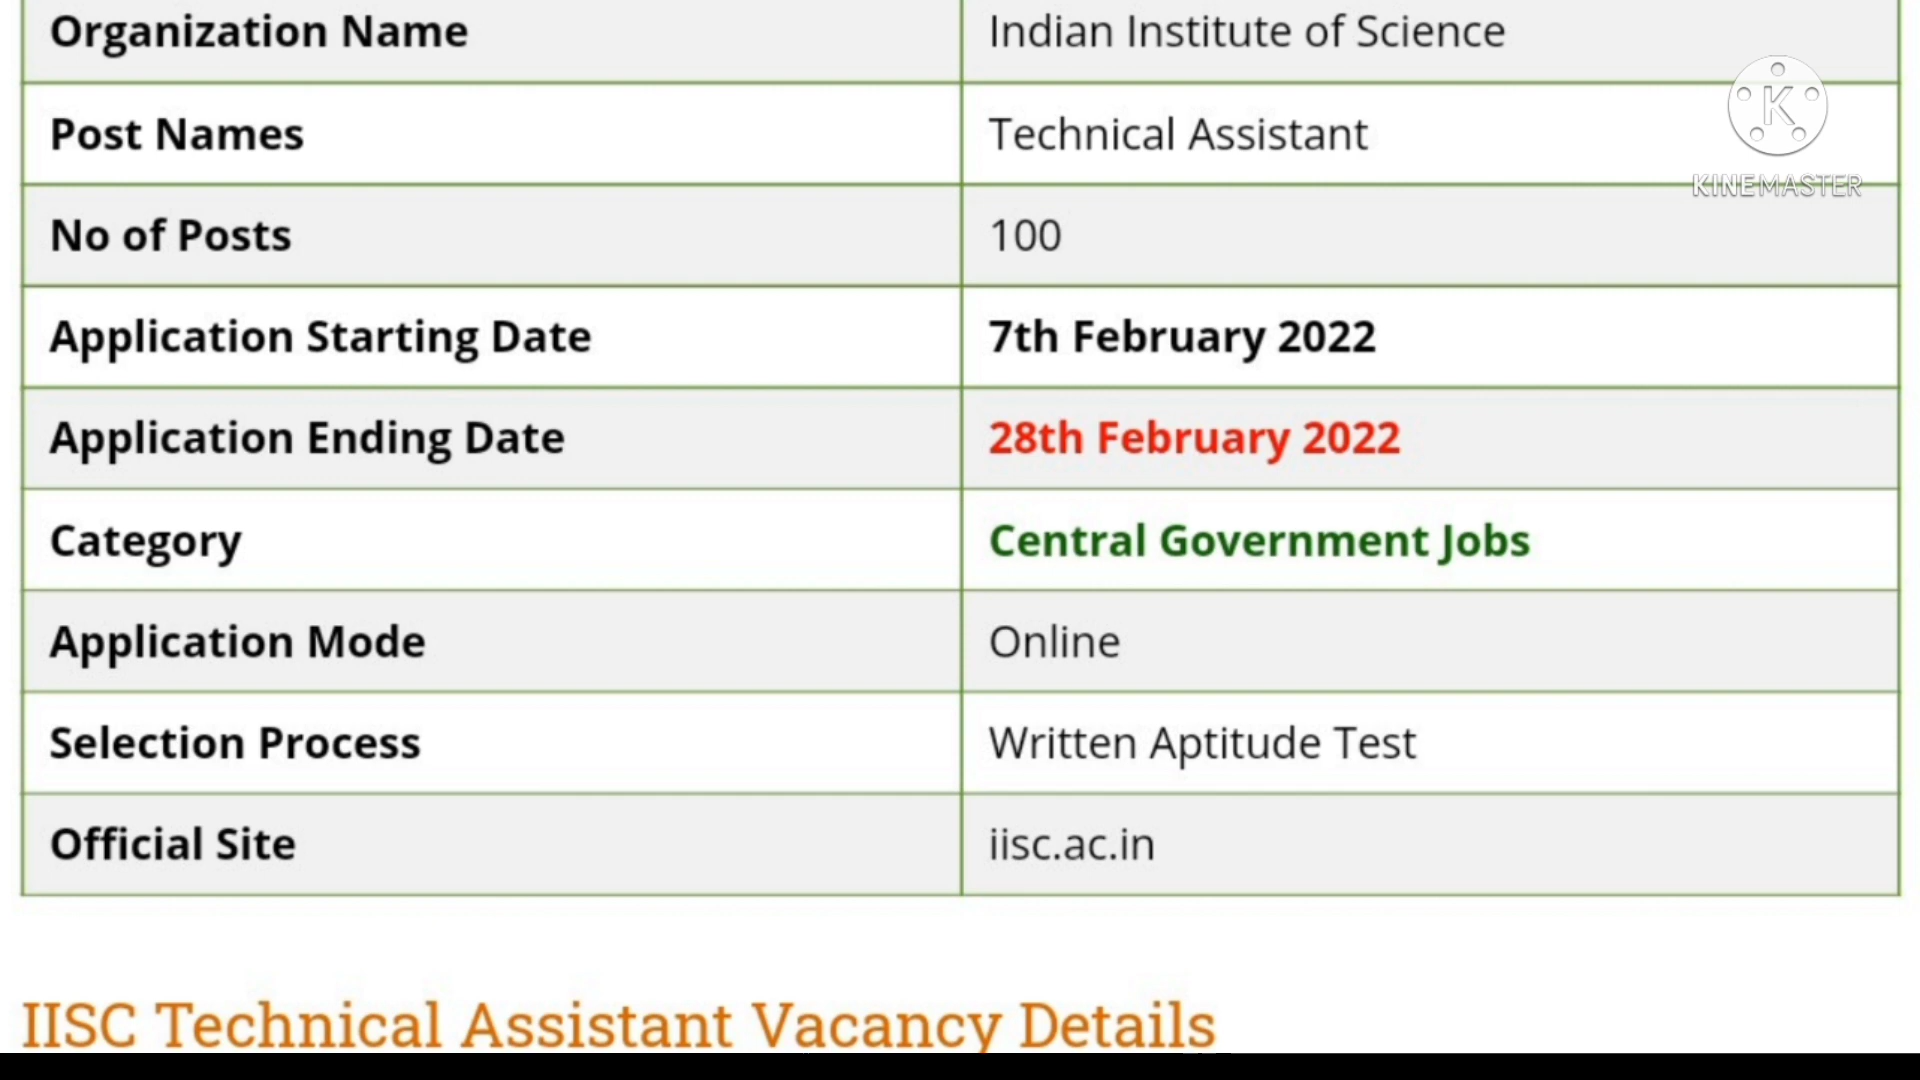 Organization Name Indian Institute of Science
Post Names Technical Assistant
No of Posts 100
Application Starting Date 7th February 2022
Application Ending Date 28th February 2022
Category Central Government Jobs
Application Mode Online
Selection Process Written Aptitude Test
Official Site iisc.ac.in
IISC Technical Assistant Vacancy Details
K
KINEMASTER